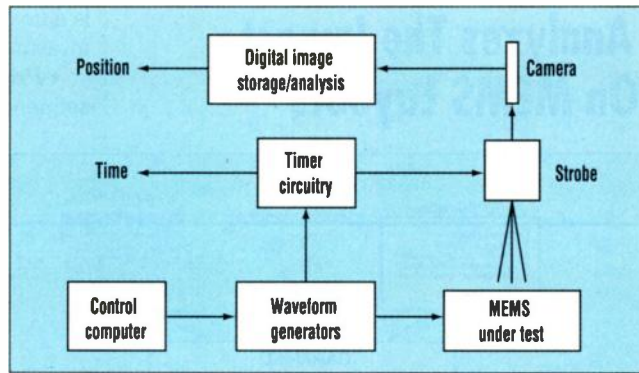 Position
Digital image
storage/analysis
Camera
Time
Timer
circuitry
Strobe
Control
computer
Waveform
generators
MEMS
under test